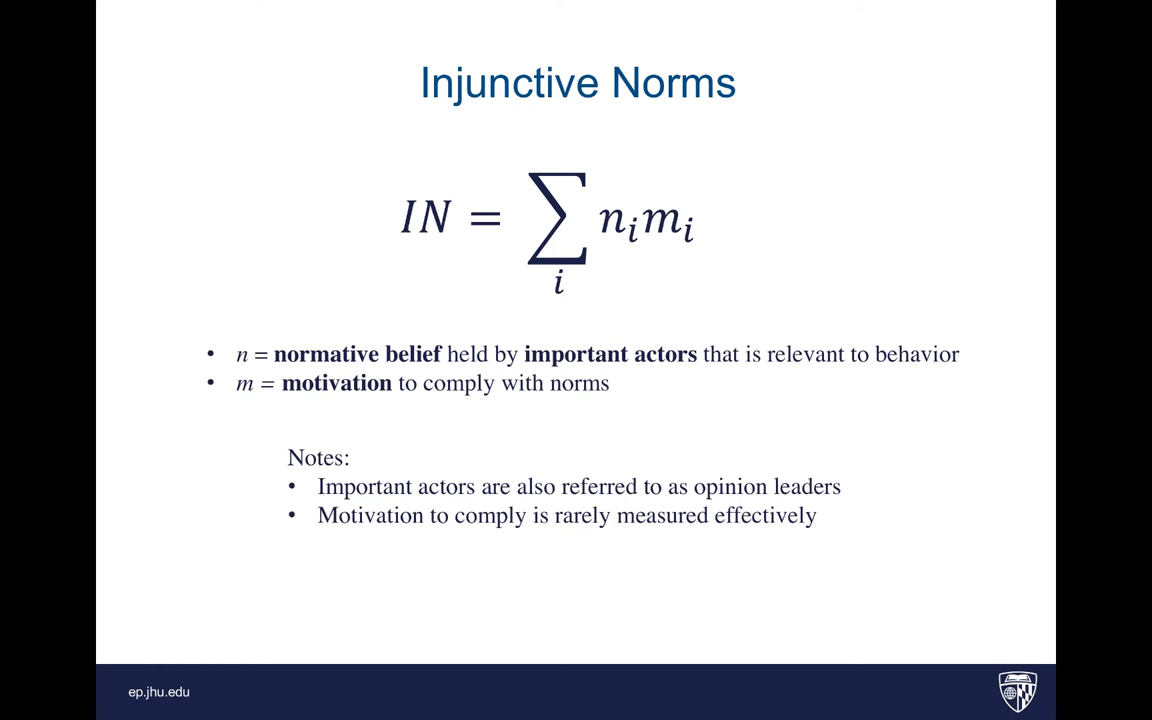 Injunctive Norms
IN = ∑ᵢ nᵢmᵢ
• n = normative belief held by important actors that is relevant to behavior
• m = motivation to comply with norms
Notes:
• Important actors are also referred to as opinion leaders
• Motivation to comply is rarely measured effectively
ep.jhu.edu